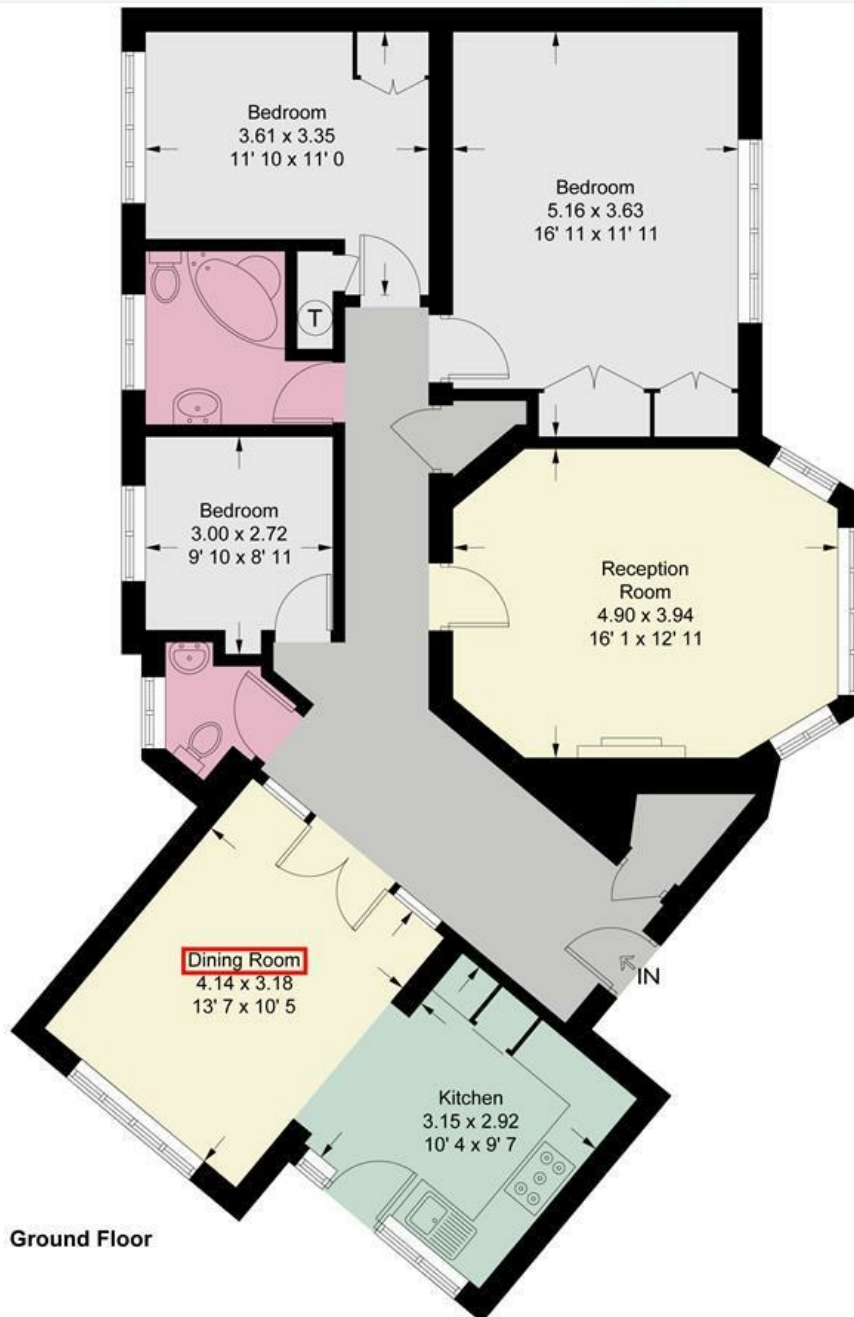 Bedroom
3.61 x 3.35
11' 10 x 11' 0
Bedroom
5.16 x 3.63
16' 11 x 11' 11
T
Bedroom
3.00 x 2.72
9' 10 x 8' 11
Reception
Room
4.90 x 3.94
16' 1 x 12' 11
Dining Room
4.14 x 3.18
13' 7 x 10' 5
IN
Kitchen
3.15 x 2.92
10' 4 x 9' 7
Ground Floor